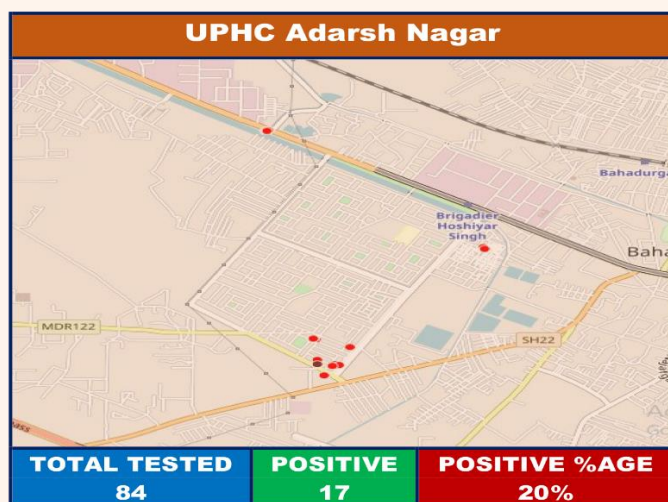 UPHC Adarsh Nagar
Bahadurga
Brigadier
Hoshiyar
Singh
Baha
MDR122
SH22
TOTAL TESTED
84
POSITIVE
17
POSITIVE %AGE
20%